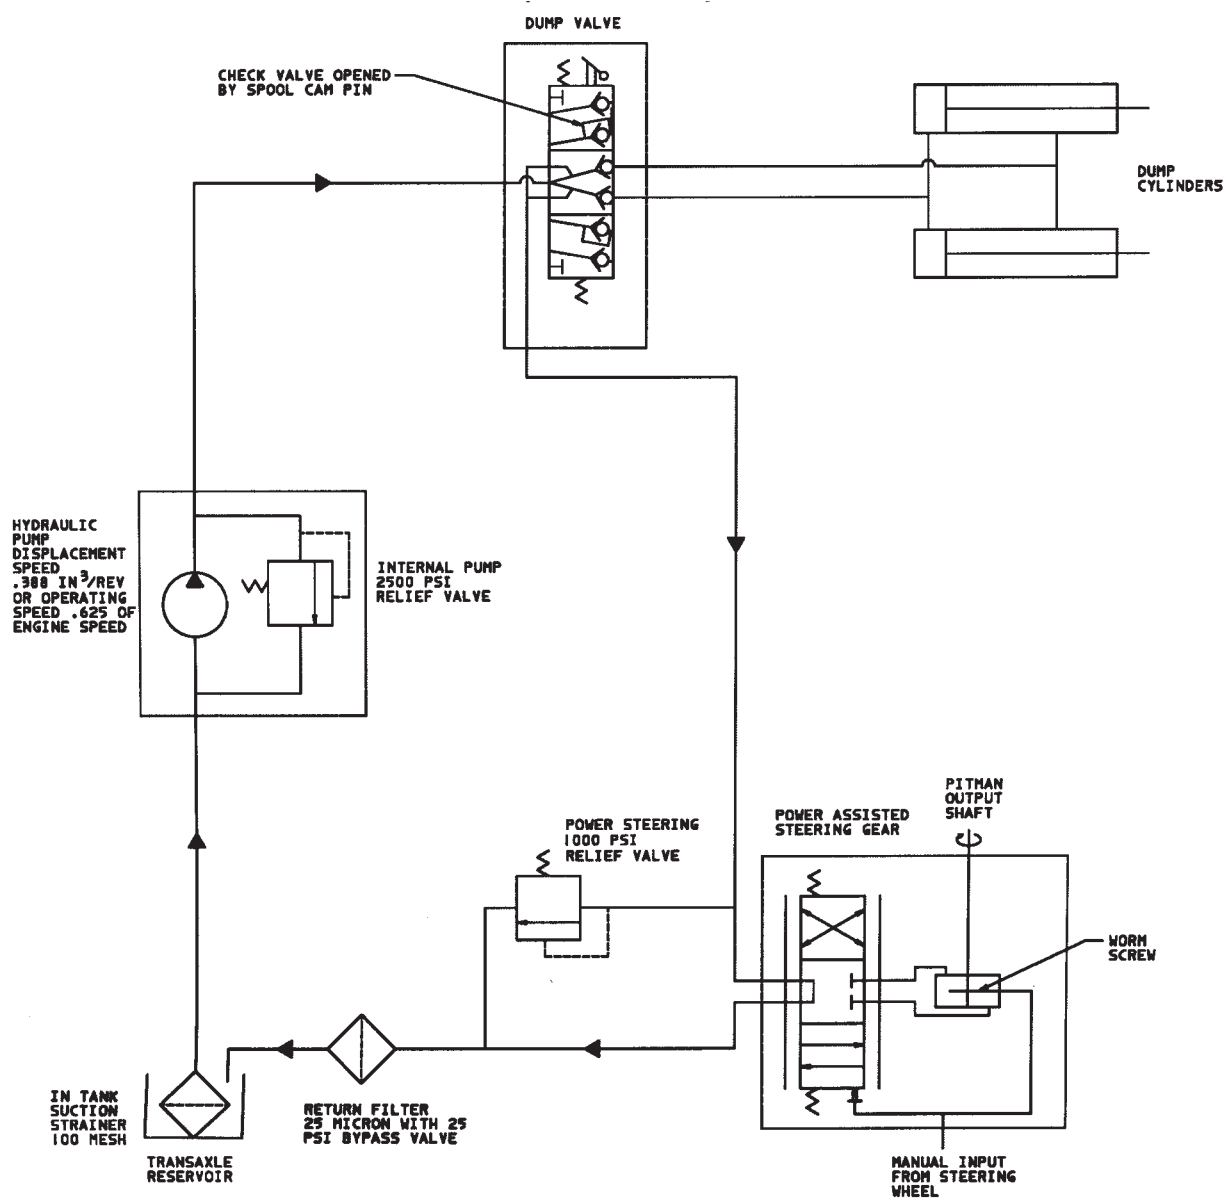 DUMP VALVE
CHECK VALVE OPENED
BY SPOOL CAM PIN
DUMP
CYLINDERS
HYDRAULIC
PUMP
DISPLACEMENT
SPEED
.388 IN³/REV
OR OPERATING
SPEED .625 OF
ENGINE SPEED
INTERNAL PUMP
2500 PSI
RELIEF VALVE
POWER STEERING
1000 PSI
RELIEF VALVE
POWER ASSISTED
STEERING GEAR
PITMAN
OUTPUT
SHAFT
WORM
SCREW
IN TANK
SUCTION
STRAINER
100 MESH
TRANSAXLE
RESERVOIR
RETURN FILTER
25 MICRON WITH 25
PSI BYPASS VALVE
MANUAL INPUT
FROM STEERING
WHEEL